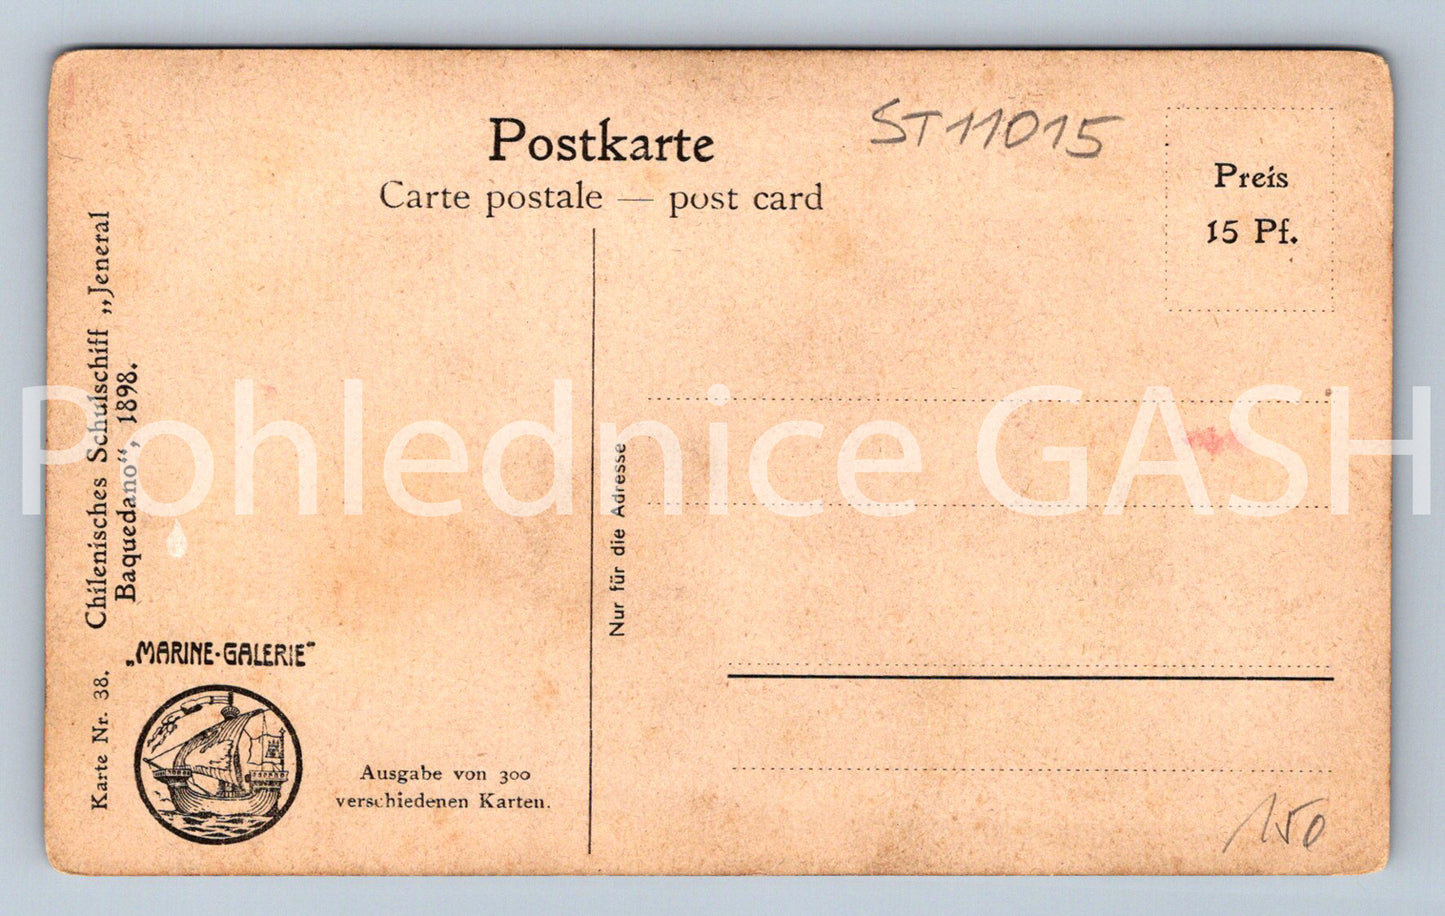 Postkarte
Carte postale — post card
ST11015
Preis
15 Pf.
Karte Nr. 38. Chilenisches Schulschiff „Jeneral
Baquedano“, 1898.
Pohlednice GASH
Nur für die Adresse
„MARINE-GALERIE“
Ausgabe von 300
verschiedenen Karten.
/150